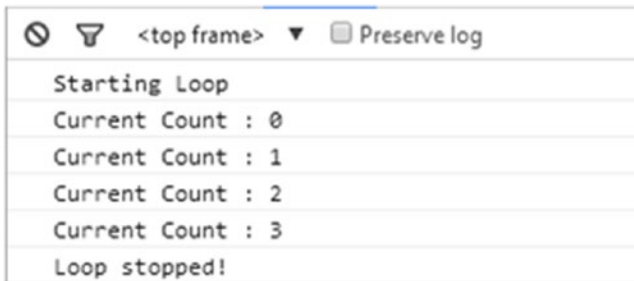 <top frame> ▼ Preserve log
Starting Loop
Current Count : 0
Current Count : 1
Current Count : 2
Current Count : 3
Loop stopped!